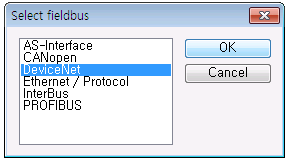 Select fieldbus
AS-Interface
CANopen
DeviceNet
Ethernet / Protocol
InterBus
PROFIBUS
OK
Cancel